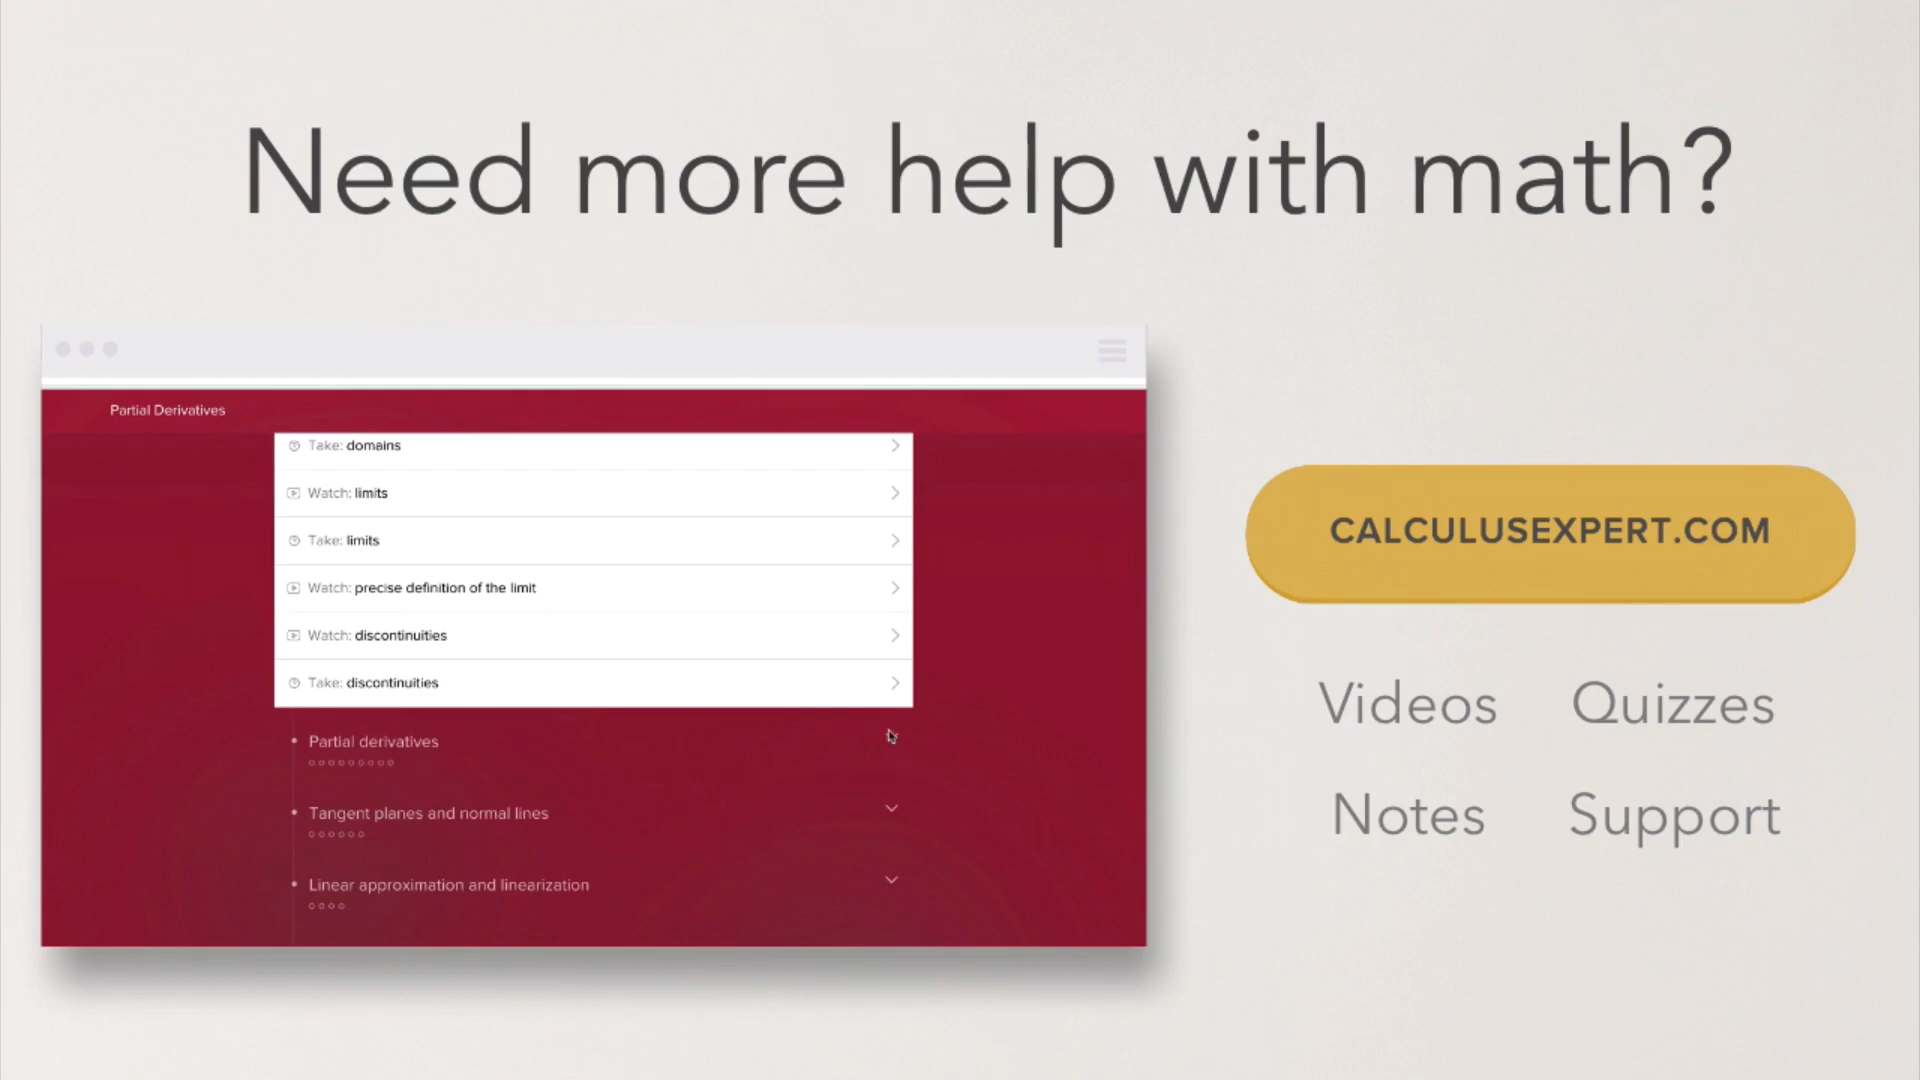 Need more help with math?
Partial Derivatives
Take: domains
Watch: limits
Take: limits
Watch: precise definition of the limit
Watch: discontinuities
Take: discontinuities
Partial derivatives
Tangent planes and normal lines
Linear approximation and linearization
CALCULUSEXPERT.COM
Videos Quizzes
Notes Support